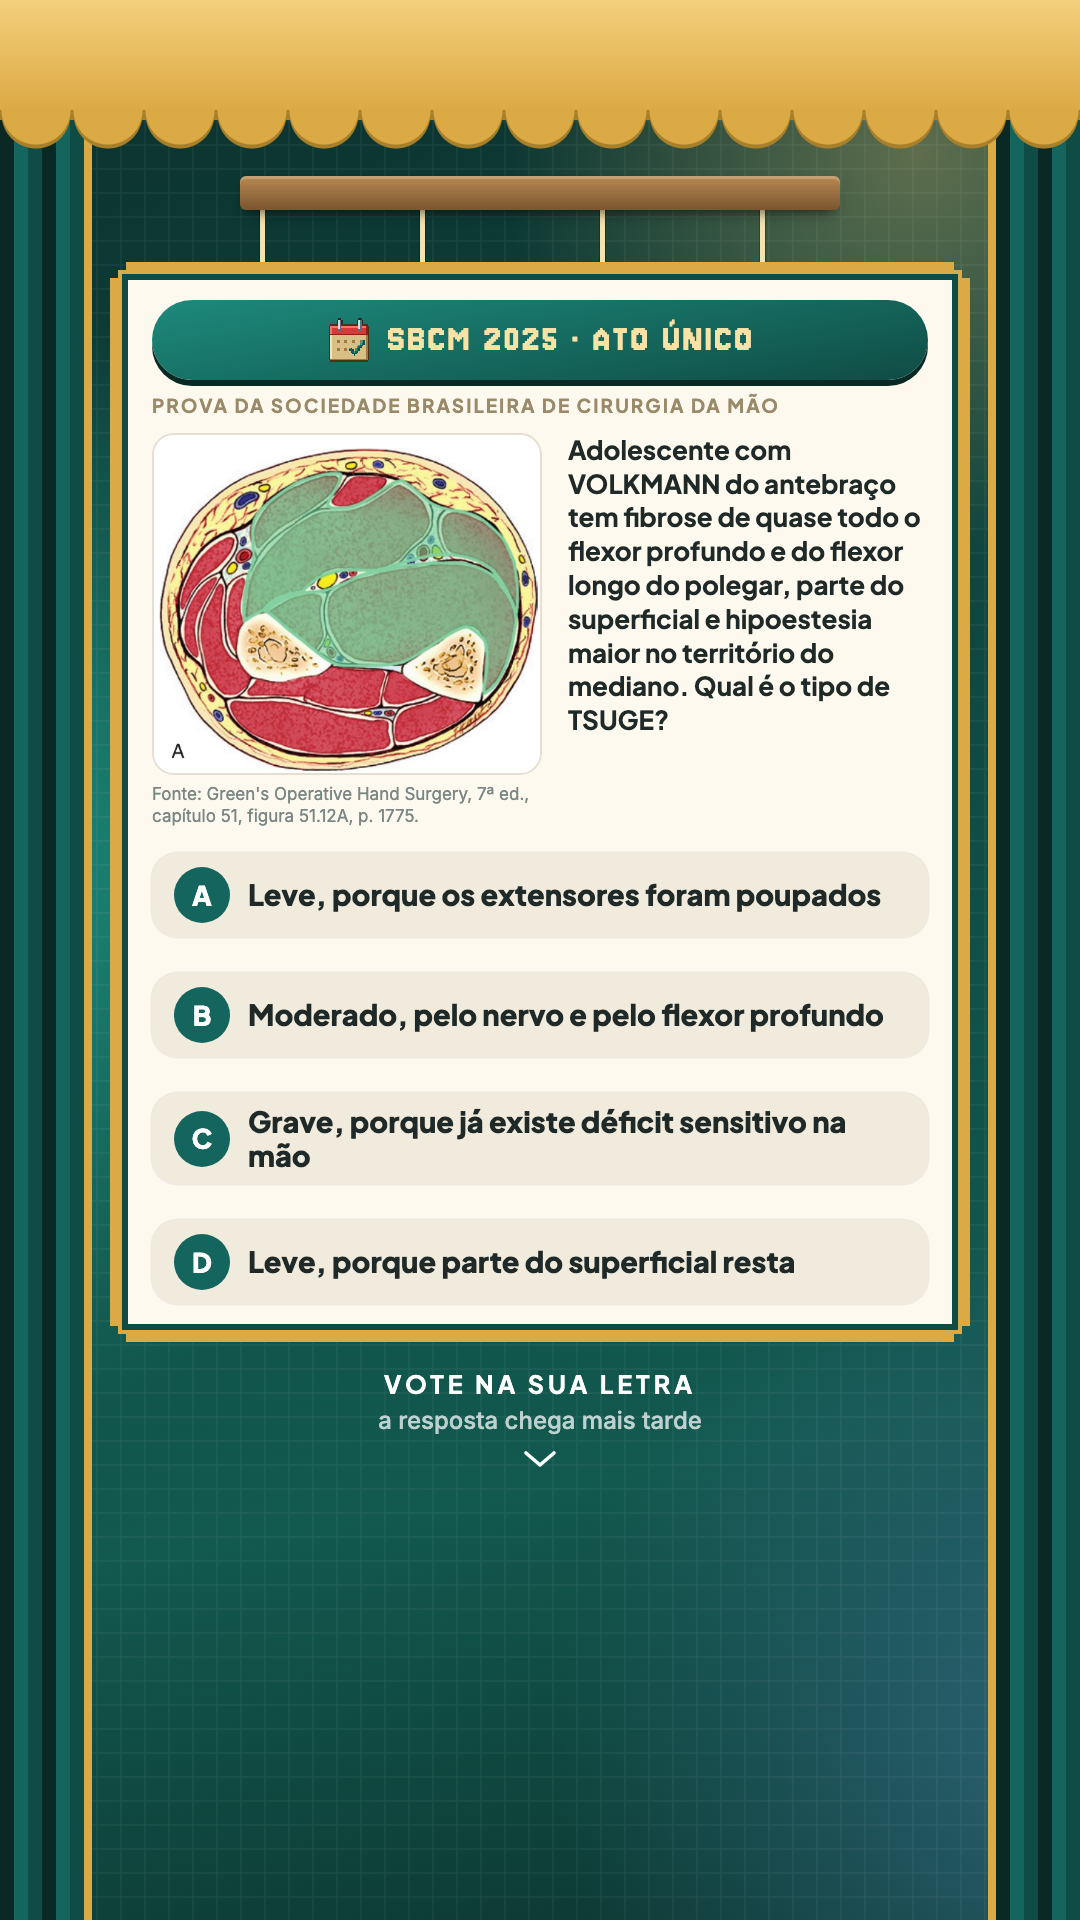 SBCM 2025 · ATO ÚNICO
PROVA DA SOCIEDADE BRASILEIRA DE CIRURGIA DA MÃO
Adolescente com
VOLKMANN do antebraço
tem fibrose de quase todo o
flexor profundo e do flexor
longo do polegar, parte do
superficial e hipoestesia
maior no território do
mediano. Qual é o tipo de
TSUGE?
A
Fonte: Green's Operative Hand Surgery, 7ª ed.,
capítulo 51, figura 51.12A, p. 1775.
A Leve, porque os extensores foram poupados
B Moderado, pelo nervo e pelo flexor profundo
C Grave, porque já existe déficit sensitivo na
mão
D Leve, porque parte do superficial resta
VOTE NA SUA LETRA
a resposta chega mais tarde